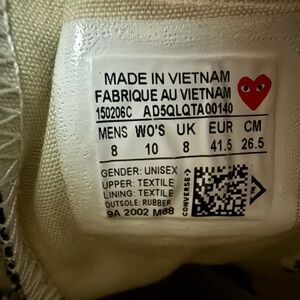 MADE IN VIETNAM
FABRIQUE AU VIETNAM
150206C AD5QLQTA00140
MENS WO'S UK EUR CM
8 10 8 41.5 26.5
GENDER: UNISEX
UPPER: TEXTILE
LINING: TEXTILE
OUTSOLE: RUBBER
9A 2002 M68
CONVERSE